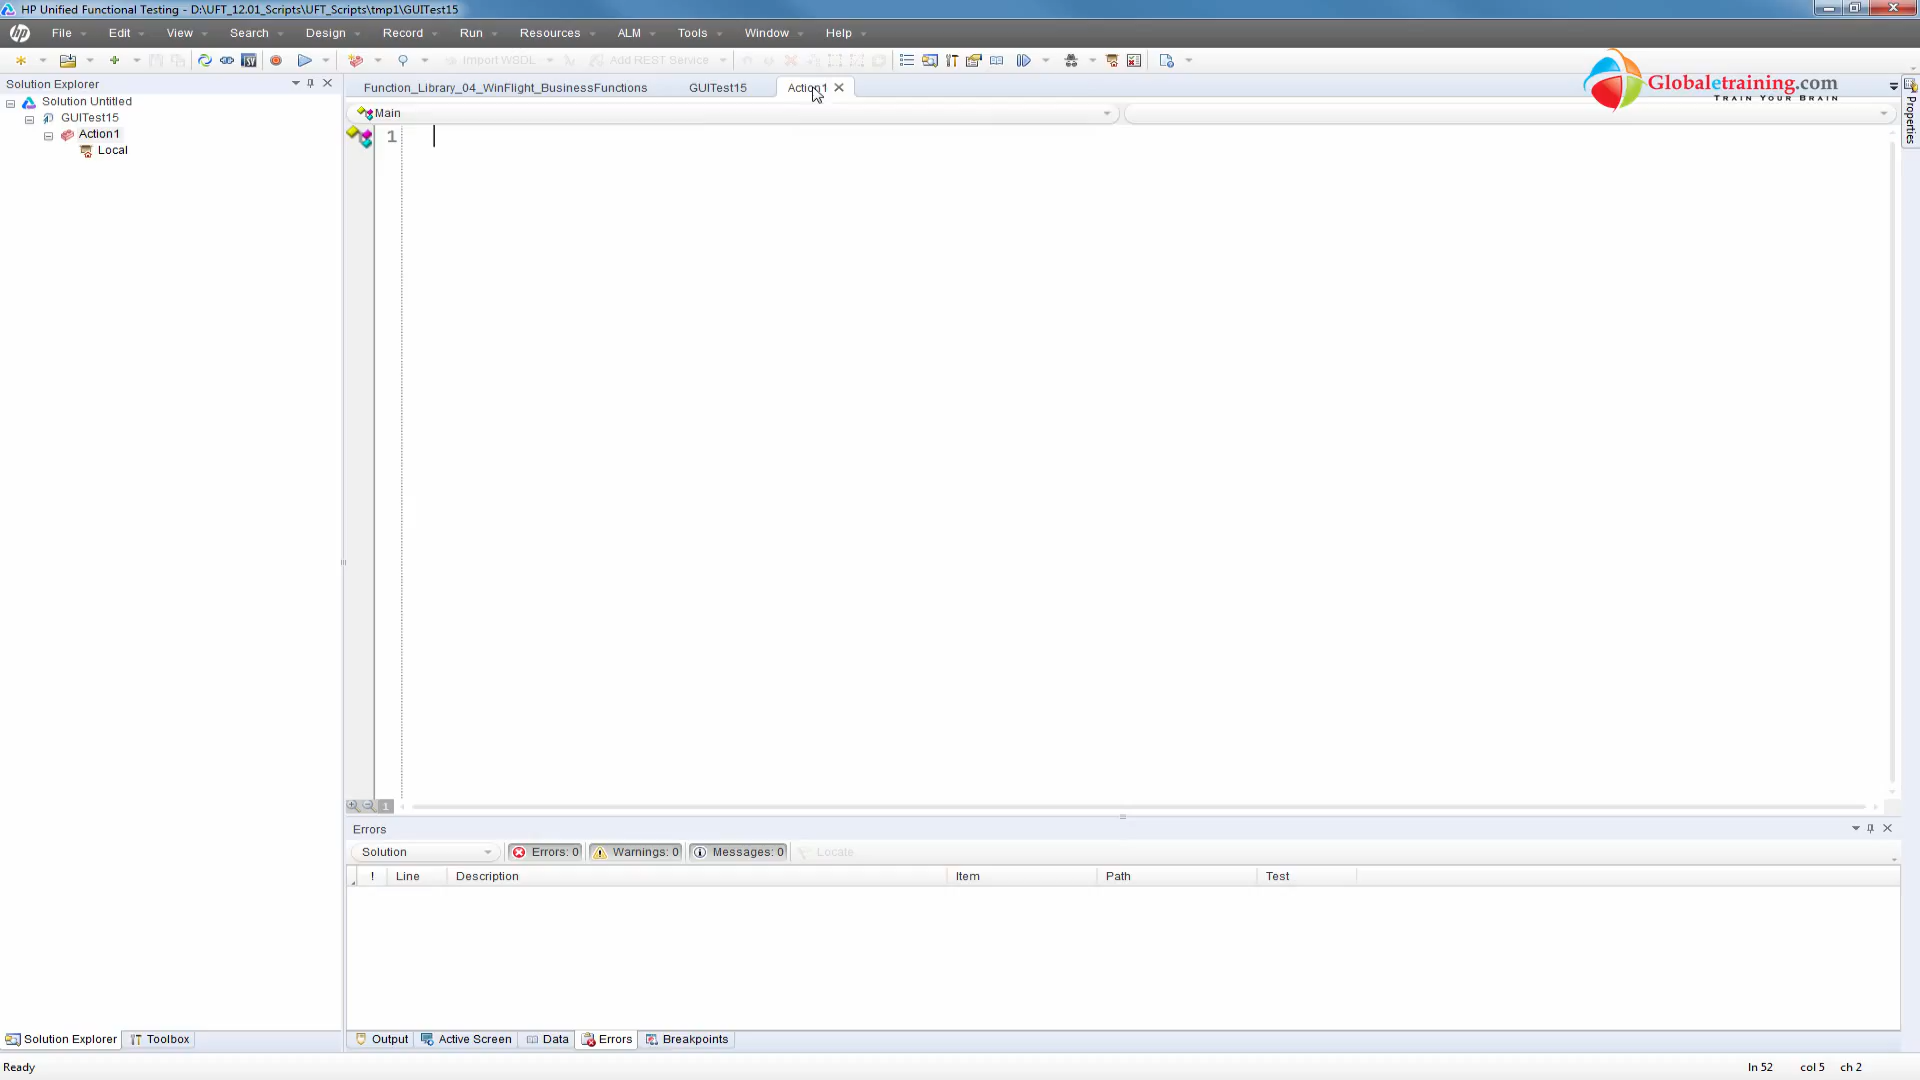 HP Unified Functional Testing - D:\UFT_12.01_Scripts\UFT_Scripts\tmp1\GUITest15
File Edit View Search Design Record Run Resources ALM Tools Window Help
Import WSDL Add REST Service
Globaletraining.com
TRAIN YOUR BRAIN
Solution Explorer
Function_Library_04_WinFlight_BusinessFunctions GUITest15 Action1
Properties
Solution Untitled
GUITest15
Action1
Local
Main
1
1
Errors
Solution Errors: 0 Warnings: 0 Messages: 0 Locate
! Line Description Item Path Test
Solution Explorer Toolbox Output Active Screen Data Errors Breakpoints
Ready ln 52 col 5 ch 2